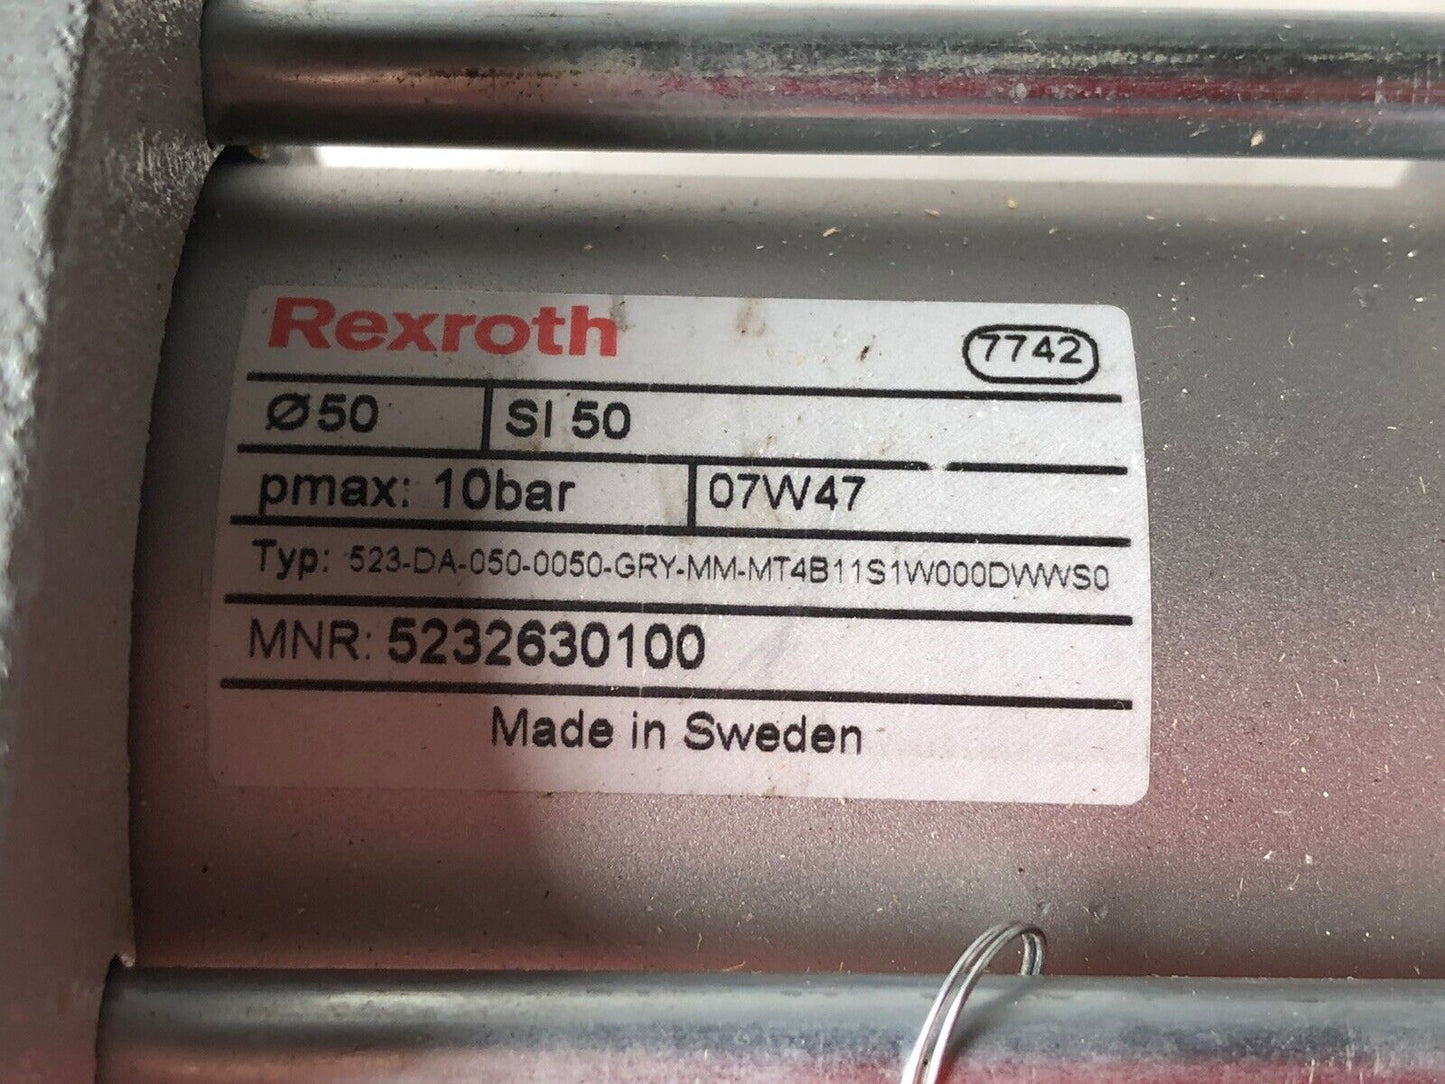 Rexroth 7742
Ø50 SI 50
pmax: 10bar 07W47
Typ: 523-DA-050-0050-GRY-MM-MT4B11S1W000DWWS0
MNR: 5232630100
Made in Sweden